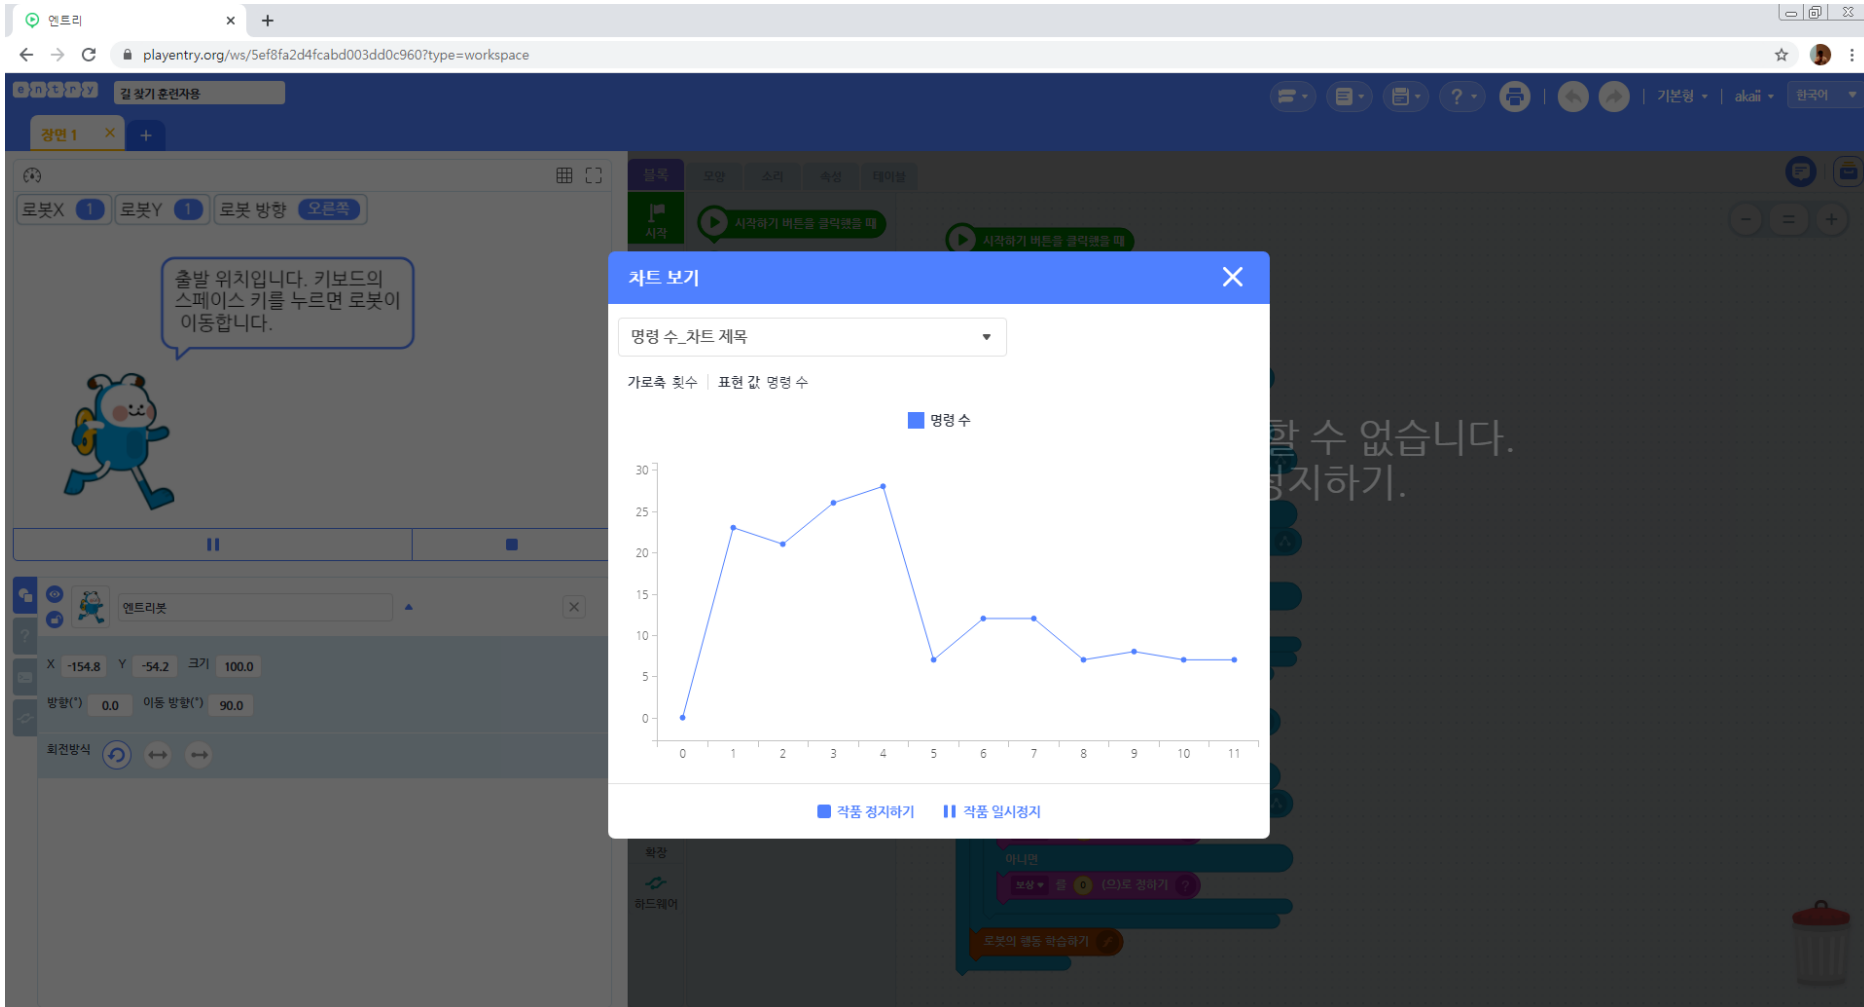 엔트리
playentry.org/ws/5ef8fa2d4fcabd003dd0c960?type=workspace
entry
길 찾기 훈련자용
기본형
akaii
한국어
장면 1
로봇X 1
로봇Y 1
로봇 방향 오른쪽
출발 위치입니다. 키보드의
스페이스 키를 누르면 로봇이
이동합니다.
엔트리봇
X -154.8 Y -54.2 크기 100.0
방향(°) 0.0 이동 방향(°) 90.0
회전방식
블록 모양 소리 속성 테이블
시작
시작하기 버튼을 클릭했을 때
시작하기 버튼을 클릭했을 때
할 수 없습니다.
정지하기.
차트 보기
명령 수_차트 제목
가로축 횟수 표현 값 명령 수
명령 수
30
25
20
15
10
5
0
0 1 2 3 4 5 6 7 8 9 10 11
작품 정지하기 작품 일시정지
확장
하드웨어
아니면
보상 를 0 (으)로 정하기 ?
로봇의 행동 학습하기